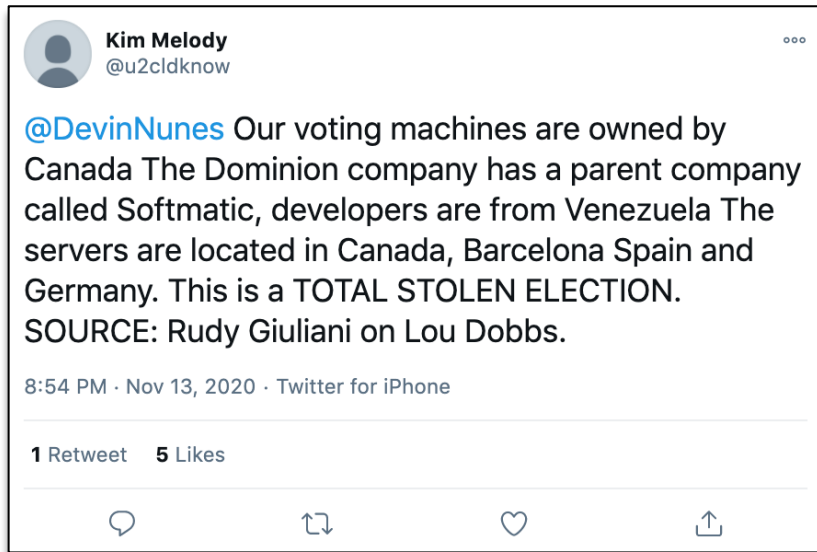 Kim Melody
@u2cldknow
@DevinNunes Our voting machines are owned by
Canada The Dominion company has a parent company
called Softmatic, developers are from Venezuela The
servers are located in Canada, Barcelona Spain and
Germany. This is a TOTAL STOLEN ELECTION.
SOURCE: Rudy Giuliani on Lou Dobbs.
8:54 PM · Nov 13, 2020 · Twitter for iPhone
1 Retweet 5 Likes